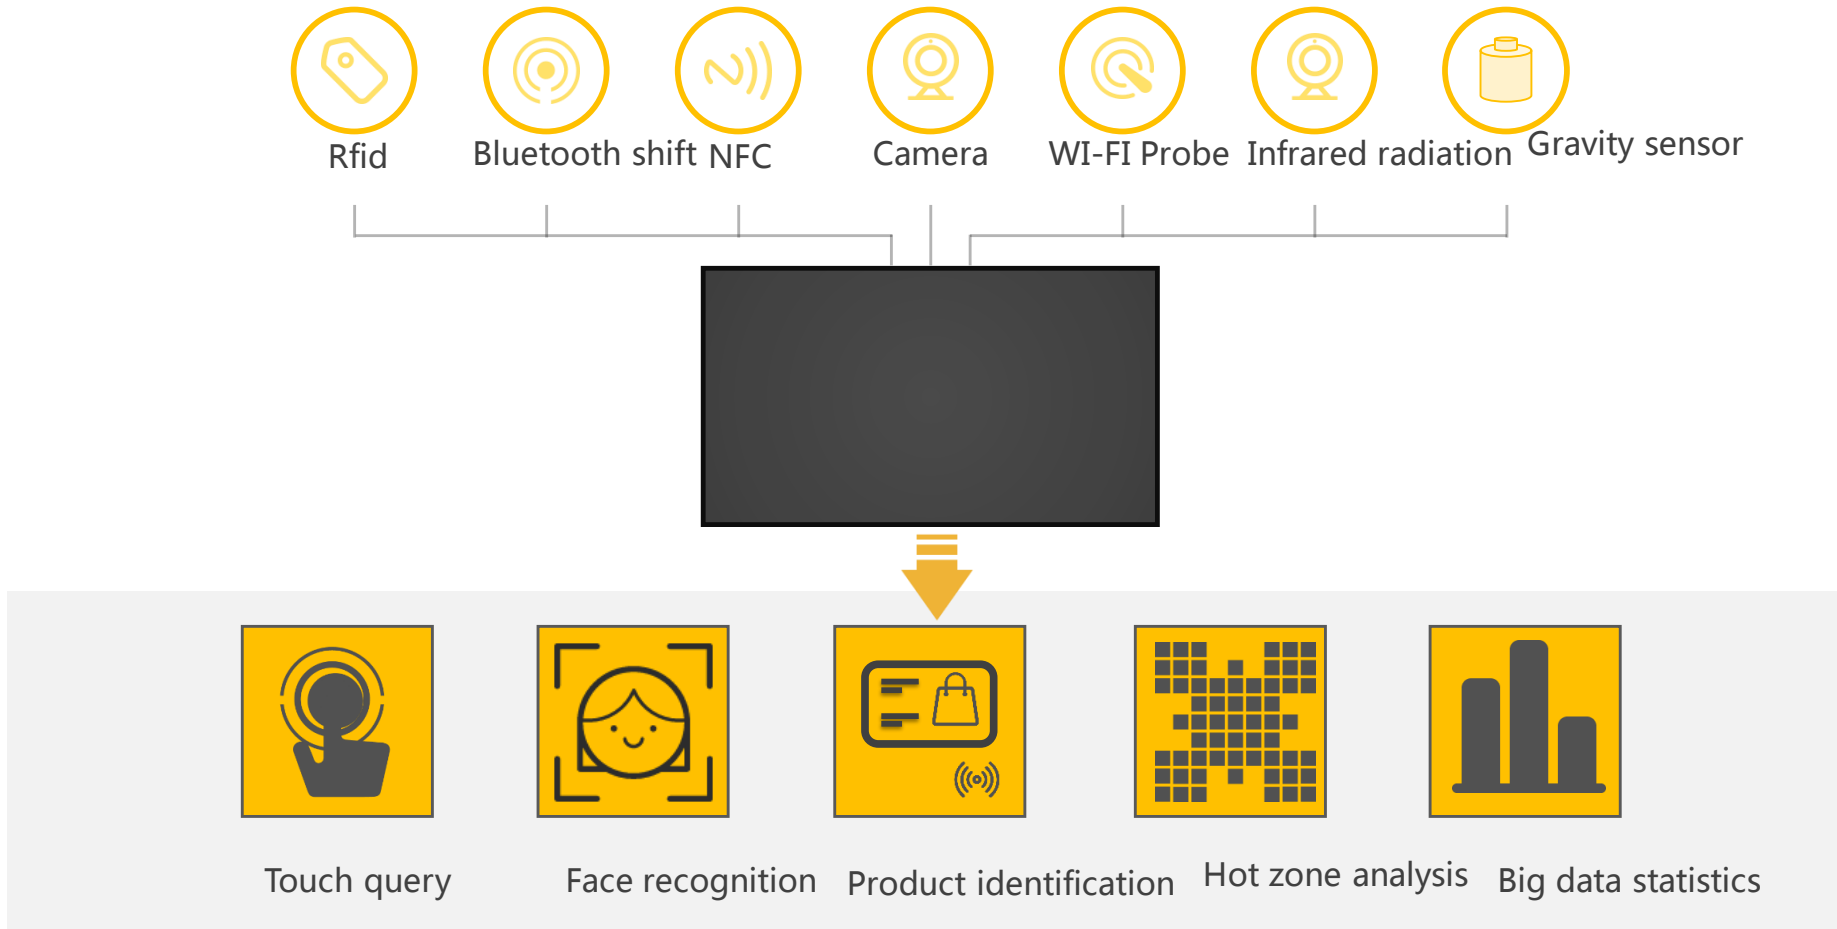 Rfid
Bluetooth shift
NFC
Camera
WI-FI Probe
Infrared radiation
Gravity sensor
Touch query
Face recognition
Product identification
Hot zone analysis
Big data statistics